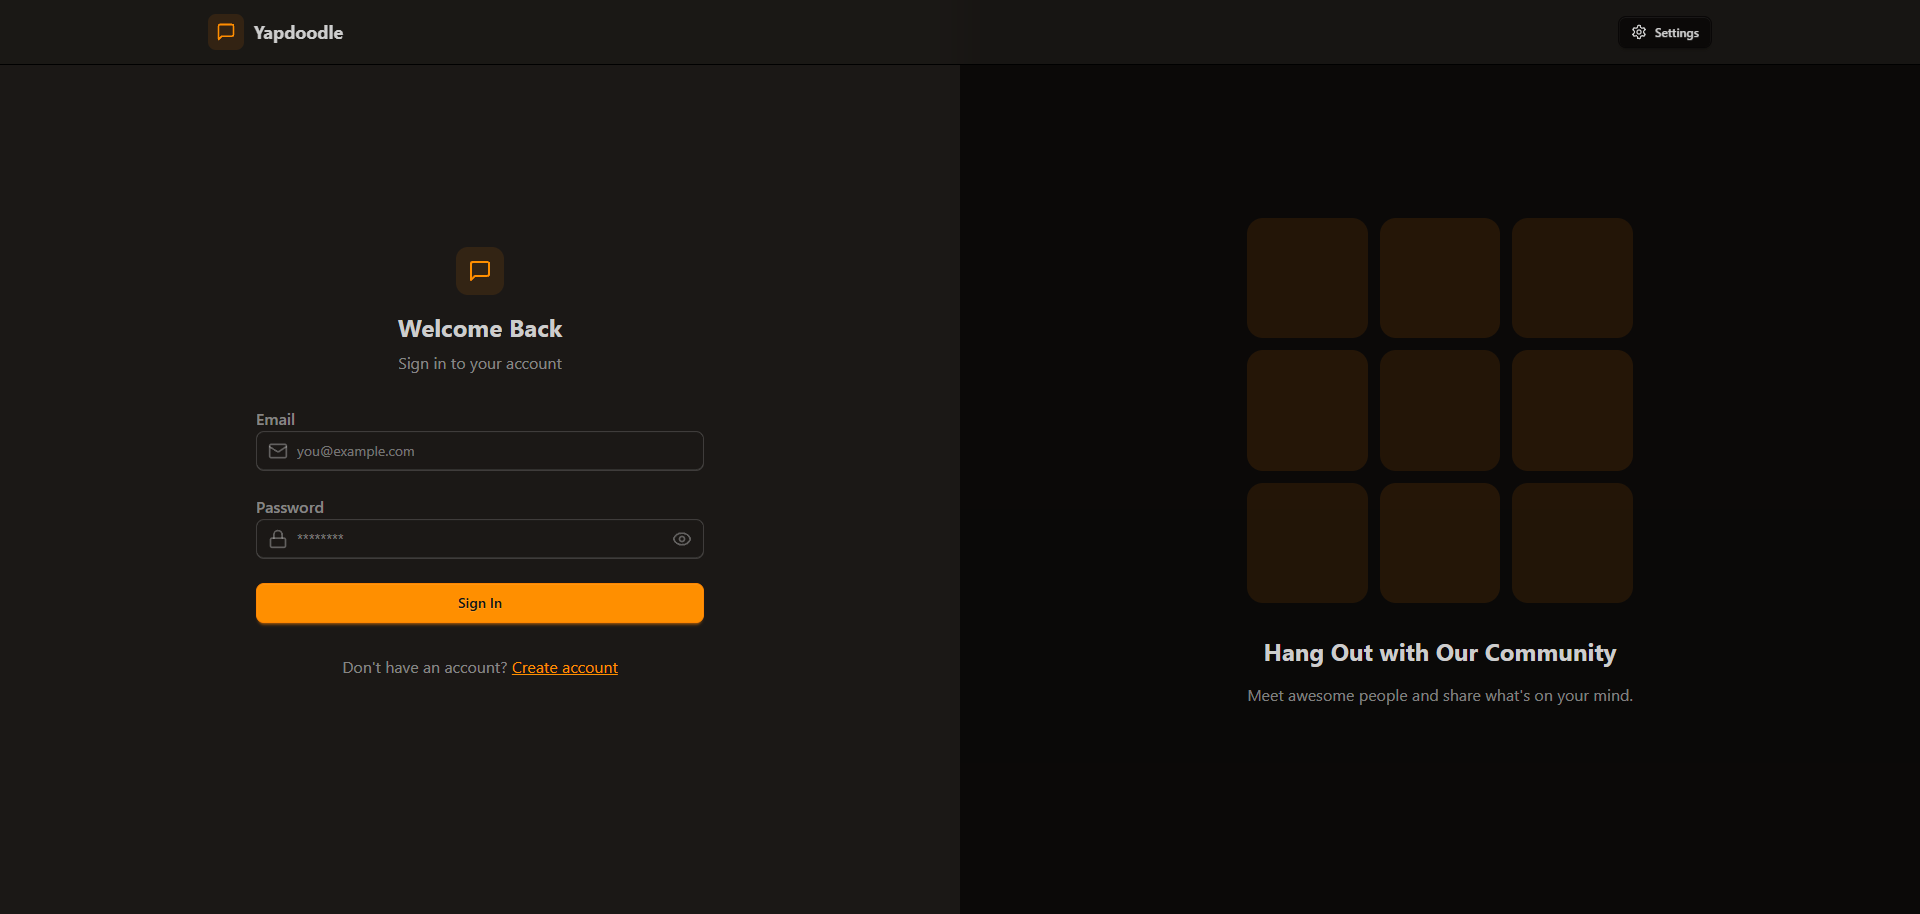 Yapdoodle
Settings
Welcome Back
Sign in to your account
Email
you@example.com
Password
********
Sign In
Don't have an account? Create account
Hang Out with Our Community
Meet awesome people and share what's on your mind.